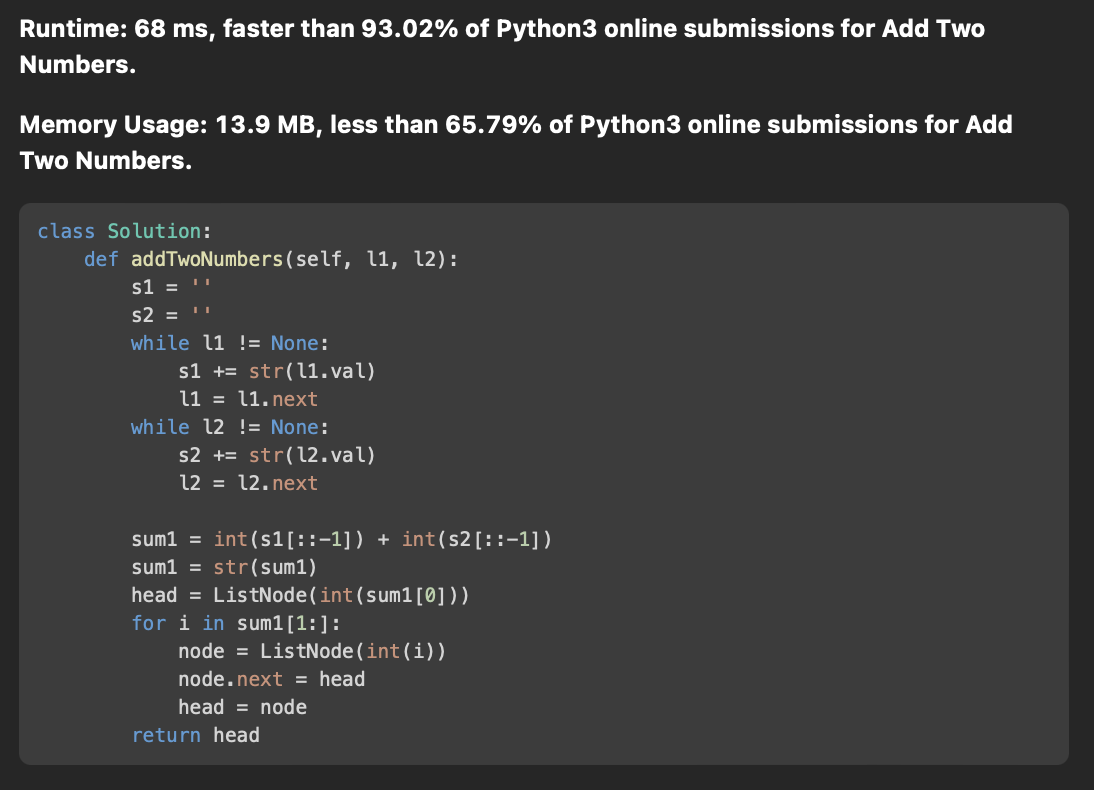 Runtime: 68 ms, faster than 93.02% of Python3 online submissions for Add Two
Numbers.
Memory Usage: 13.9 MB, less than 65.79% of Python3 online submissions for Add
Two Numbers.
class Solution:
    def addTwoNumbers(self, l1, l2):
        s1 = ''
        s2 = ''
        while l1 != None:
            s1 += str(l1.val)
            l1 = l1.next
        while l2 != None:
            s2 += str(l2.val)
            l2 = l2.next

        sum1 = int(s1[::-1]) + int(s2[::-1])
        sum1 = str(sum1)
        head = ListNode(int(sum1[0]))
        for i in sum1[1:]:
            node = ListNode(int(i))
            node.next = head
            head = node
        return head